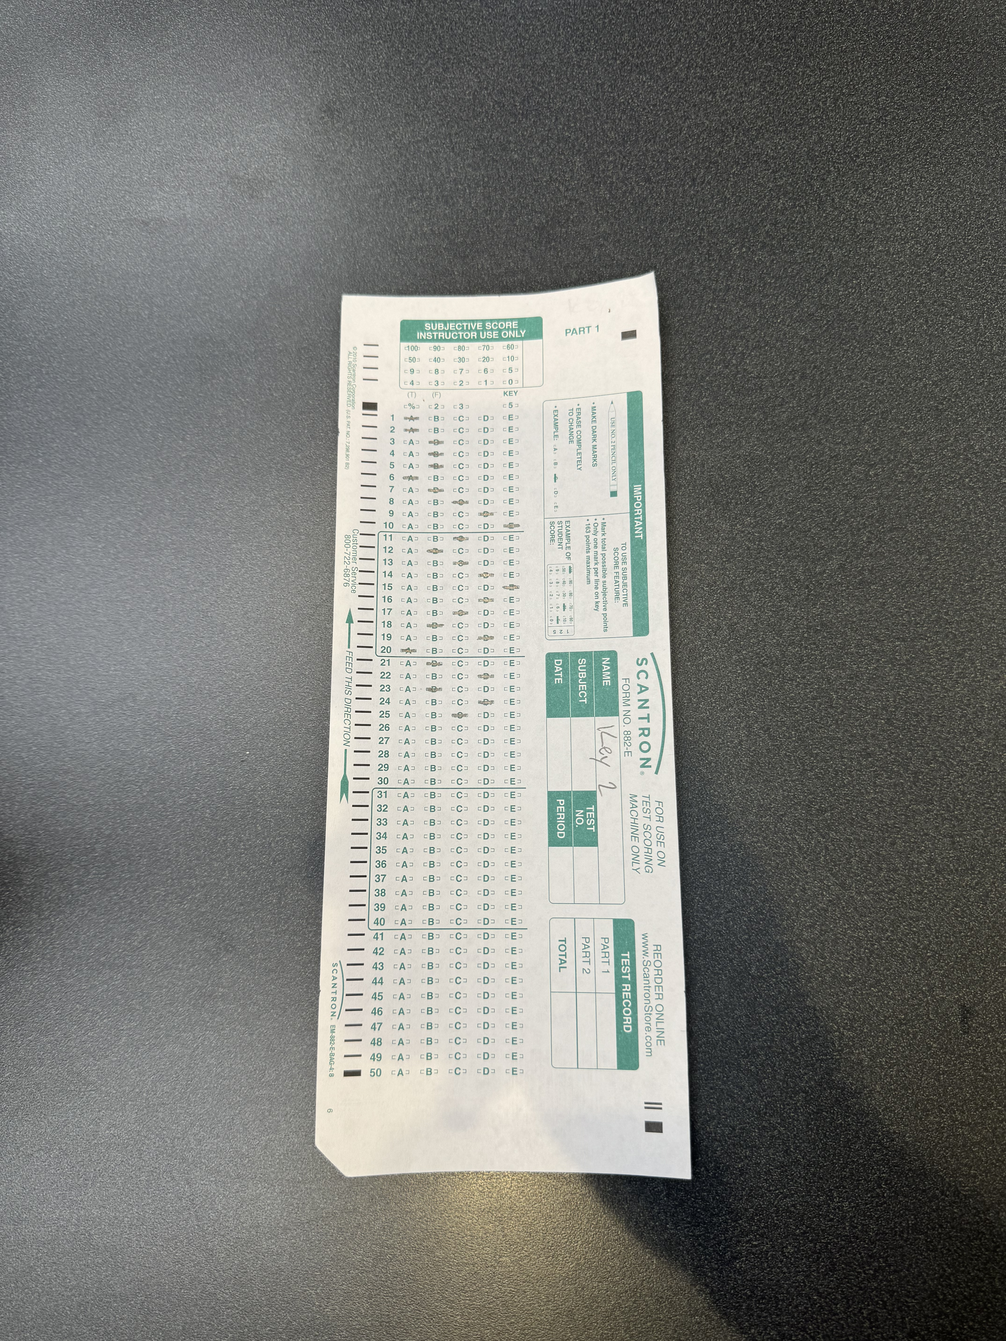 PART 1
SUBJECTIVE SCORE
INSTRUCTOR USE ONLY
100 90 80 70 60
50 40 30 20 10
9 8 7 6 5
4 3 2 1 0
(T) (F) KEY
% 2 3 5
1 A B C D E
2 A B C D E
3 A B C D E
4 A B C D E
5 A B C D E
6 A B C D E
7 A B C D E
8 A B C D E
9 A B C D E
10 A B C D E
11 A B C D E
12 A B C D E
13 A B C D E
14 A B C D E
15 A B C D E
16 A B C D E
17 A B C D E
18 A B C D E
19 A B C D E
20 A B C D E
21 A B C D E
22 A B C D E
23 A B C D E
24 A B C D E
25 A B C D E
26 A B C D E
27 A B C D E
28 A B C D E
29 A B C D E
30 A B C D E
31 A B C D E
32 A B C D E
33 A B C D E
34 A B C D E
35 A B C D E
36 A B C D E
37 A B C D E
38 A B C D E
39 A B C D E
40 A B C D E
41 A B C D E
42 A B C D E
43 A B C D E
44 A B C D E
45 A B C D E
46 A B C D E
47 A B C D E
48 A B C D E
49 A B C D E
50 A B C D E
IMPORTANT
USE NO. 2 PENCIL ONLY
• MAKE DARK MARKS
• ERASE COMPLETELY
TO CHANGE
• EXAMPLE: A B D E
TO USE SUBJECTIVE
SCORE FEATURE:
• Mark total possible subjective points
• Only one mark per line on key
• 163 points maximum
EXAMPLE OF
STUDENT
SCORE:
SCANTRON®
FORM NO. 882-E
FOR USE ON
TEST SCORING
MACHINE ONLY
REORDER ONLINE
www.ScantronStore.com
NAME Key 2
SUBJECT TEST NO.
DATE PERIOD
TEST RECORD
PART 1
PART 2
TOTAL
ALL RIGHTS RESERVED.
Customer Service
800-722-6876
FEED THIS DIRECTION
SCANTRON.
6